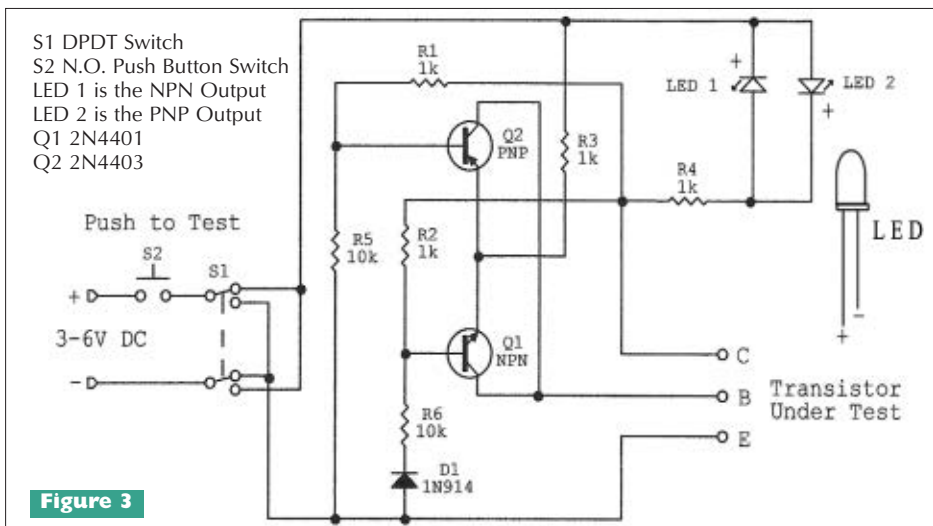 S1 DPDT Switch
S2 N.O. Push Button Switch
LED 1 is the NPN Output
LED 2 is the PNP Output
Q1 2N4401
Q2 2N4403
R1
1k
+
LED 1
LED 2
+
Q2
PNP
R3
1k
R4
1k
LED
Push to Test
S2
S1
R5
10k
R2
1k
+
3-6V DC
-
Q1
NPN
+
-
C
B
E
Transistor
Under Test
R6
10k
D1
1N914
Figure 3